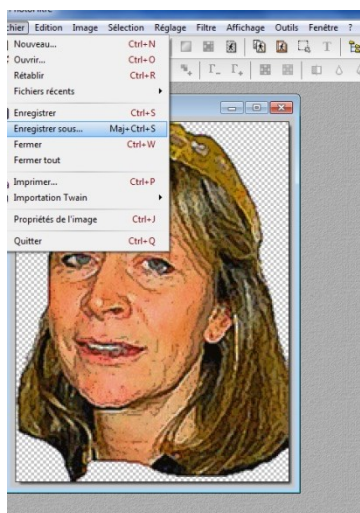 PhotoFiltre
chier Edition Image Sélection Réglage Filtre Affichage Outils Fenêtre ?
Nouveau... Ctrl+N
Ouvrir... Ctrl+O
Rétablir Ctrl+R
Fichiers récents
Enregistrer Ctrl+S
Enregistrer sous... Maj+Ctrl+S
Fermer Ctrl+W
Fermer tout
Imprimer... Ctrl+P
Importation Twain
Propriétés de l'image Ctrl+J
Quitter Ctrl+Q